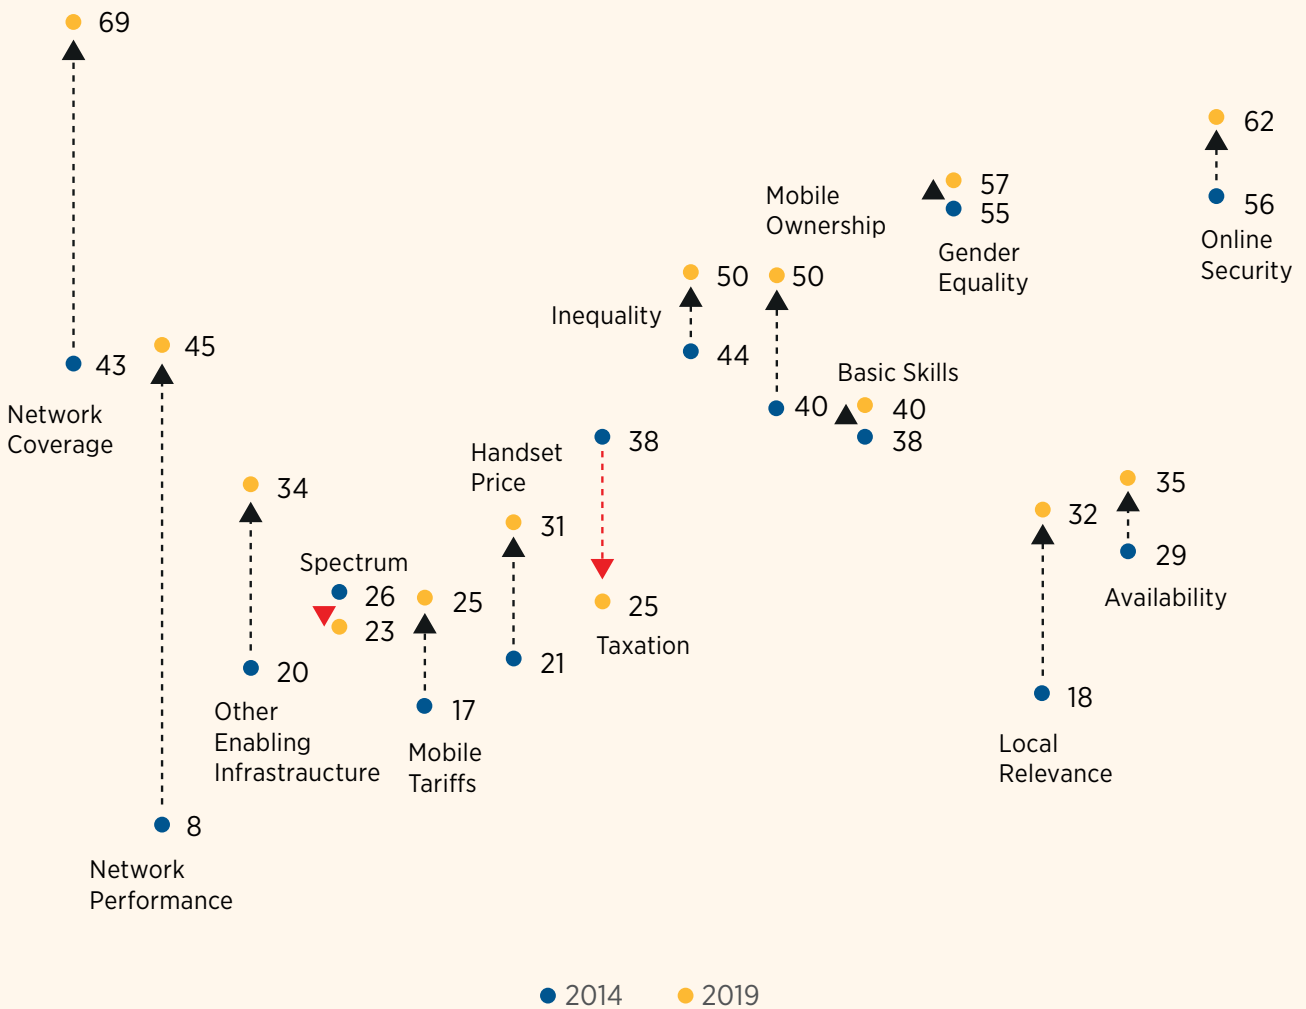 69
43
Network
Coverage
45
8
Network
Performance
34
20
Other
Enabling
Infrastraucture
Spectrum
26
23
25
17
Mobile
Tariffs
Handset
Price
31
21
38
25
Taxation
Inequality
50
44
Mobile
Ownership
50
40
Basic Skills
40
38
57
55
Gender
Equality
32
18
Local
Relevance
35
29
Availability
62
56
Online
Security
2014
2019